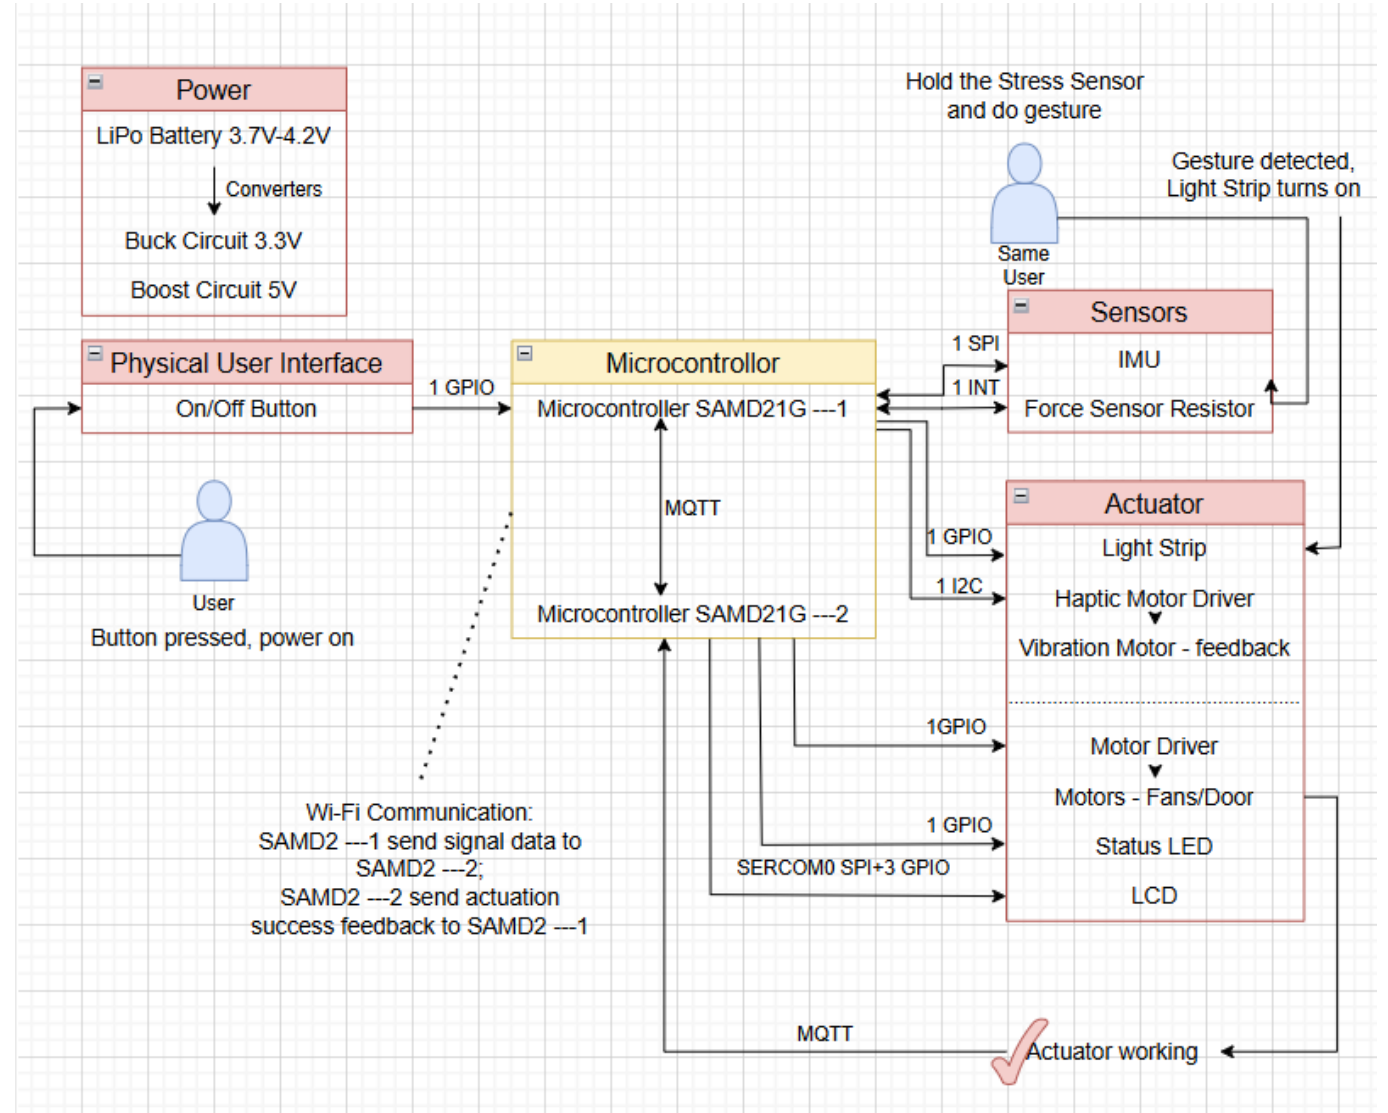 Power
LiPo Battery 3.7V-4.2V
Converters
Buck Circuit 3.3V
Boost Circuit 5V
Hold the Stress Sensor
and do gesture
Same
User
Gesture detected,
Light Strip turns on
Physical User Interface
On/Off Button
1 GPIO
User
Button pressed, power on
Microcontrollor
Microcontroller SAMD21G ---1
MQTT
Microcontroller SAMD21G ---2
1 SPI
1 INT
Sensors
IMU
Force Sensor Resistor
1 GPIO
1 I2C
Actuator
Light Strip
Haptic Motor Driver
Vibration Motor - feedback
1GPIO
Motor Driver
Motors - Fans/Door
1 GPIO
Status LED
SERCOM0 SPI+3 GPIO
LCD
Wi-Fi Communication:
SAMD2 ---1 send signal data to
SAMD2 ---2;
SAMD2 ---2 send actuation
success feedback to SAMD2 ---1
MQTT
Actuator working